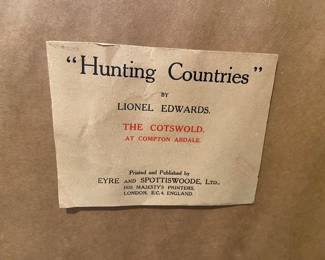 "Hunting Countries"
BY
LIONEL EDWARDS.
THE COTSWOLD.
AT COMPTON ABDALE.
Printed and Published by
EYRE AND SPOTTISWOODE, LTD.,
HIS MAJESTY'S PRINTERS,
LONDON, E.C. 4, ENGLAND.